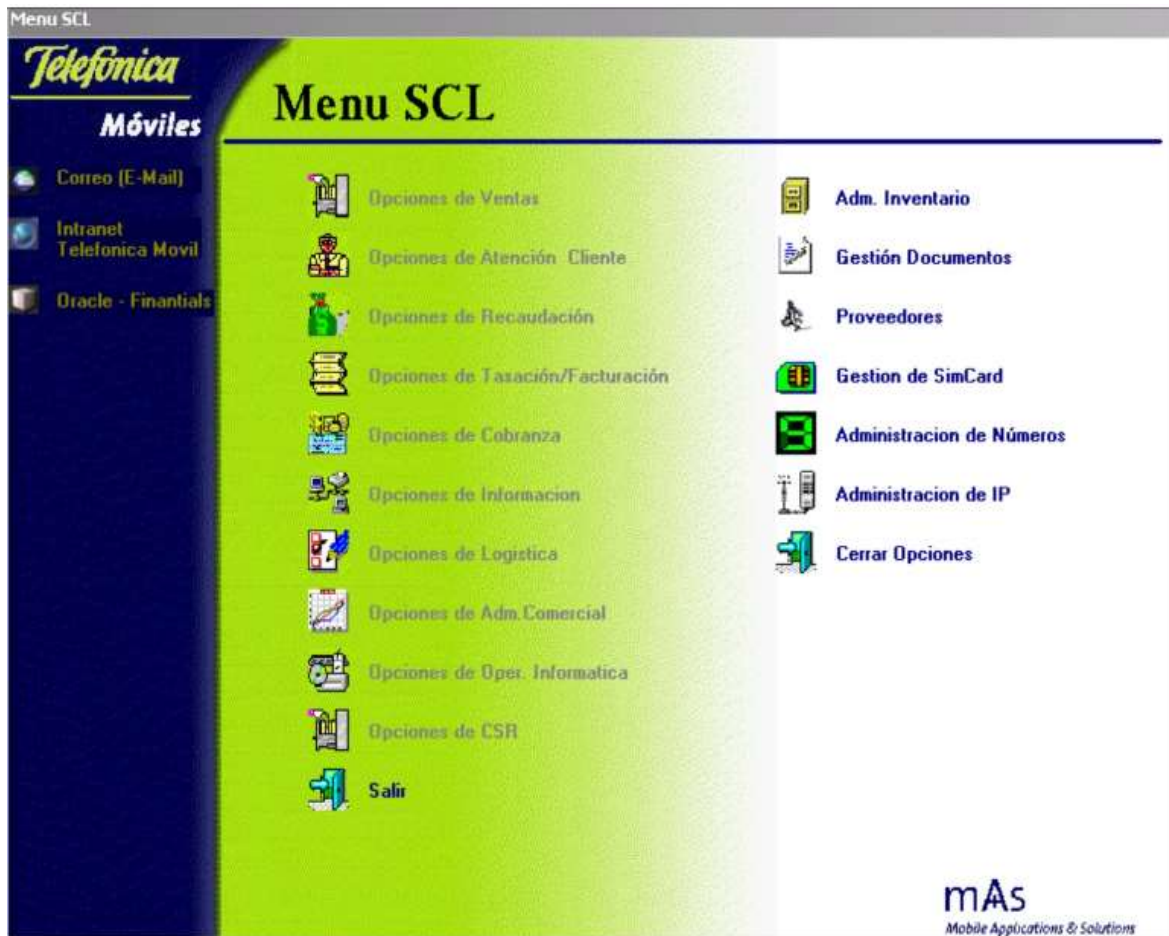 Menu SCL
Telefónica
Móviles
Menu SCL
Correo (E-Mail)
Intranet
Telefonica Movil
Oracle - Finantials
Opciones de Ventas
Opciones de Atención Cliente
Opciones de Recaudación
Opciones de Tasación/Facturación
Opciones de Cobranza
Opciones de Informacion
Opciones de Logistica
Opciones de Adm.Comercial
Opciones de Oper. Informatica
Opciones de CSR
Salir
Adm. Inventario
Gestión Documentos
Proveedores
Gestion de SimCard
Administracion de Números
Administracion de IP
Cerrar Opciones
mAs
Mobile Applications & Solutions